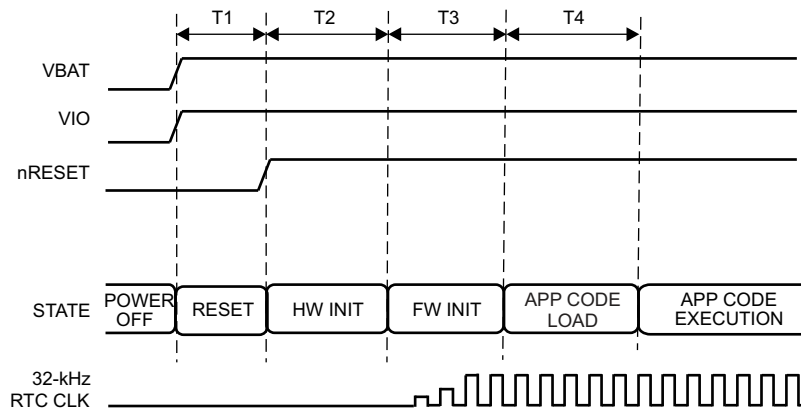 T1 T2 T3 T4
VBAT
VIO
nRESET
STATE
POWER
OFF
RESET
HW INIT
FW INIT
APP CODE
LOAD
APP CODE
EXECUTION
32-kHz
RTC CLK